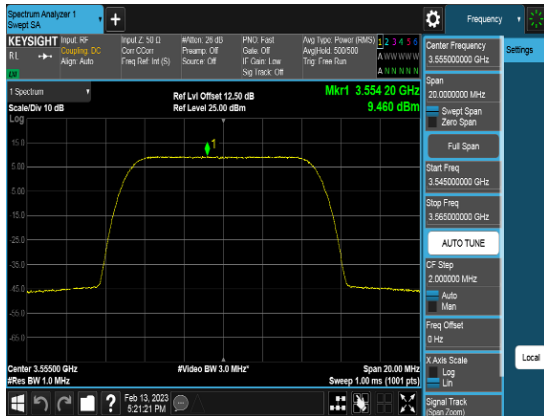 Spectrum Analyzer 1
Swept SA
Frequency
KEYSIGHT
Input: RF
Coupling: DC
Align: Auto
Input Z: 50 Ω
Corr CCorr
Freq Ref: Int (S)
#Atten: 26 dB
Preamp: Off
Source: Off
PNO: Fast
Gate: Off
IF Gain: Low
Sig Track: Off
Avg Type: Power (RMS)
Avg|Hold: 500/500
Trig: Free Run
1 2 3 4 5 6
A W W W W W
A N N N N N
RL
1 Spectrum
Scale/Div 10 dB
Ref Lvl Offset 12.50 dB
Ref Level 25.00 dBm
Mkr1 3.554 20 GHz
9.460 dBm
Log
15.0
5.00
-5.00
-15.0
-25.0
-35.0
-45.0
-55.0
-65.0
1
Center 3.55500 GHz
#Res BW 1.0 MHz
#Video BW 3.0 MHz*
Span 20.00 MHz
Sweep 1.00 ms (1001 pts)
Feb 13, 2023
5:21:21 PM
?
Center Frequency
3.555000000 GHz
Settings
Span
20.0000000 MHz
Swept Span
Zero Span
Full Span
Start Freq
3.545000000 GHz
Stop Freq
3.565000000 GHz
AUTO TUNE
CF Step
2.000000 MHz
Auto
Man
Freq Offset
0 Hz
X Axis Scale
Log
Lin
Local
Signal Track
(Span Zoom)